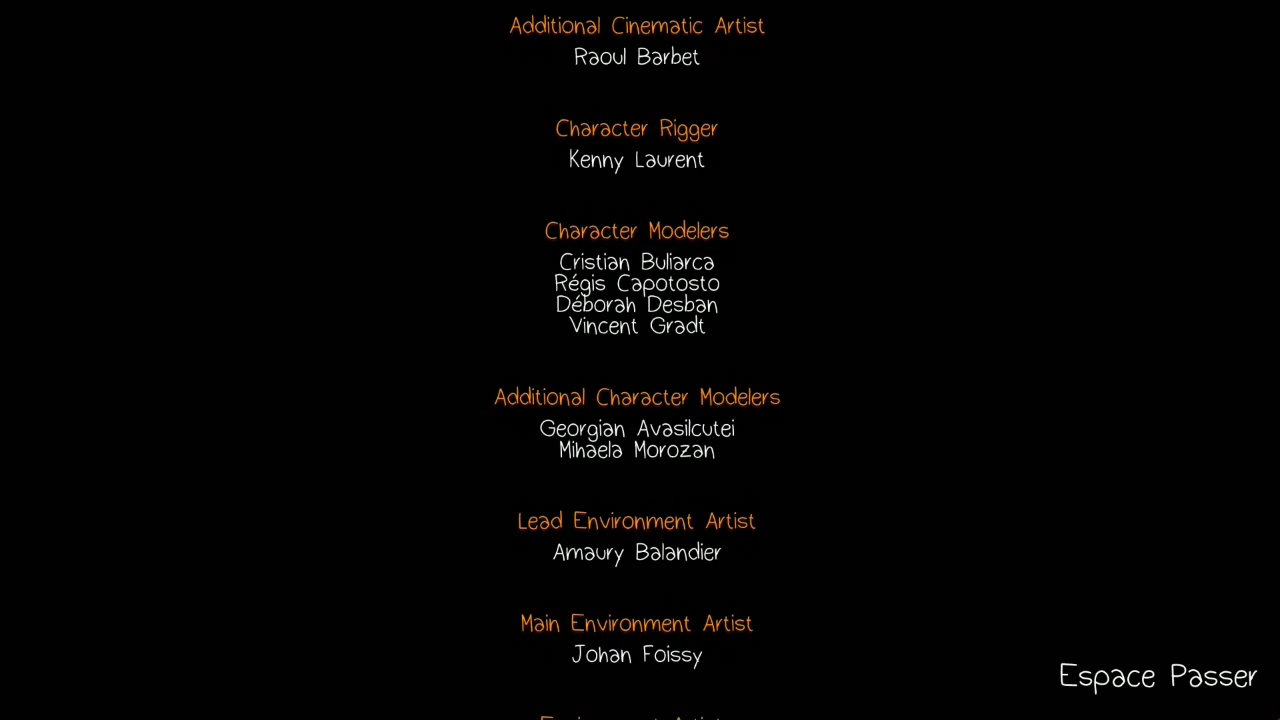 Additional Cinematic Artist
Raoul Barbet
Character Rigger
Kenny Laurent
Character Modelers
Cristian Buliarca
Régis Capotosto
Déborah Desban
Vincent Gradt
Additional Character Modelers
Georgian Avasilcutei
Mihaela Morozan
Lead Environment Artist
Amaury Balandier
Main Environment Artist
Johan Foissy
Espace Passer